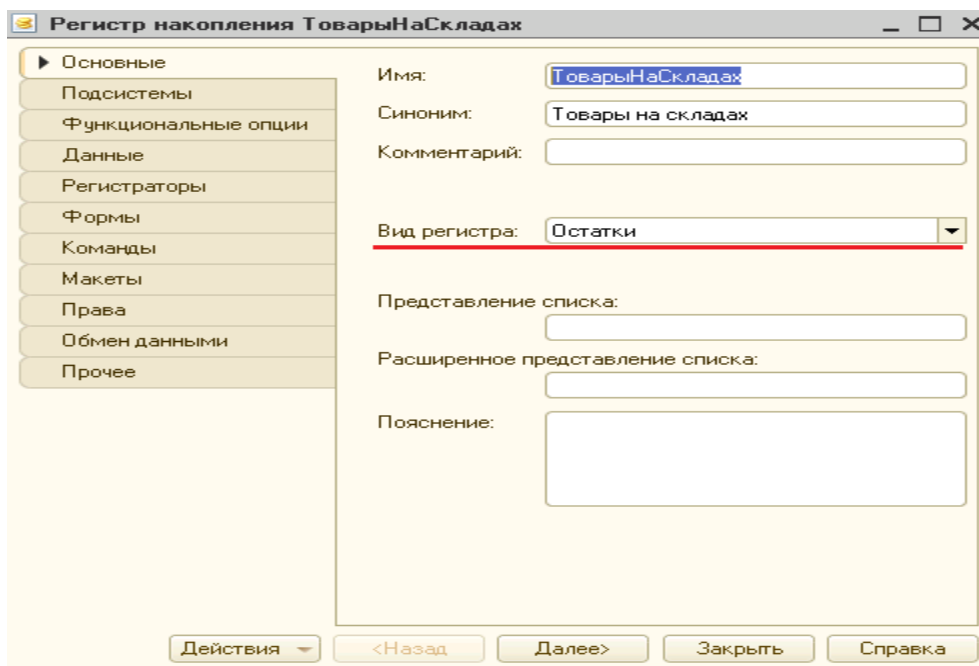 Регистр накопления ТоварыНаСкладах
Основные
Подсистемы
Функциональные опции
Данные
Регистраторы
Формы
Команды
Макеты
Права
Обмен данными
Прочее
Имя: ТоварыНаСкладах
Синоним: Товары на складах
Комментарий:
Вид регистра: Остатки
Представление списка:
Расширенное представление списка:
Пояснение:
Действия <Назад Далее> Закрыть Справка